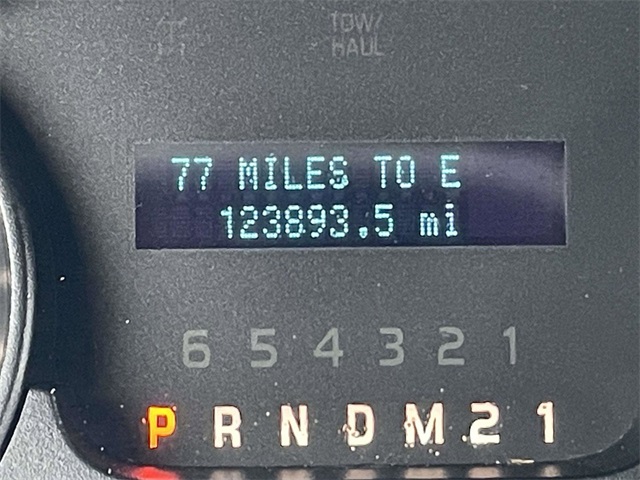 TOW/
HAUL
77 MILES TO E
123893.5 mi
6 5 4 3 2 1
P R N D M 2 1